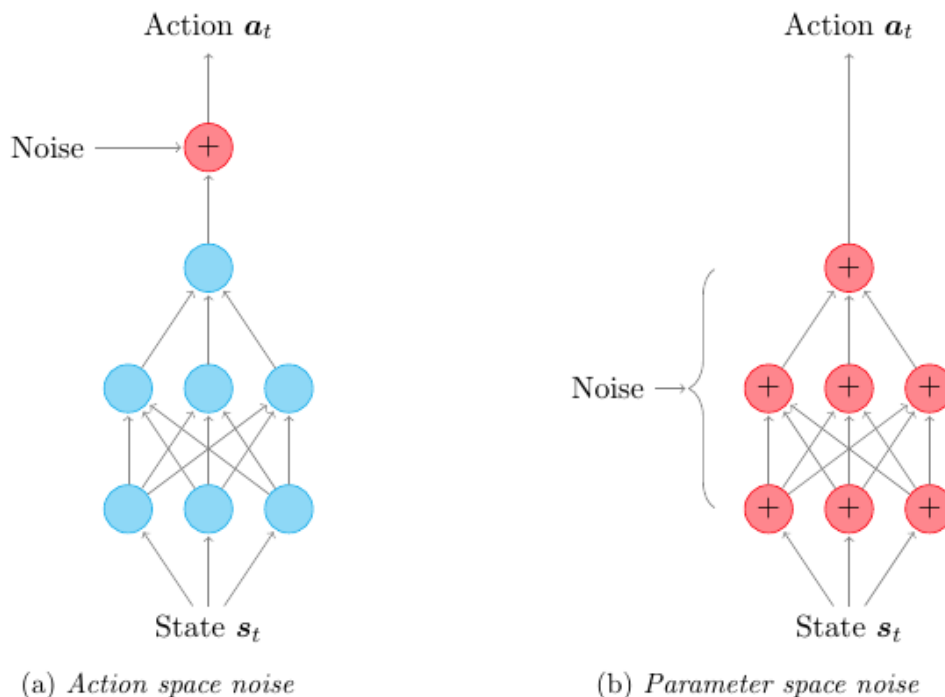 Action a_t
Action a_t
Noise
+
+
Noise
+
+
+
+
+
+
State s_t
State s_t
(a) Action space noise
(b) Parameter space noise